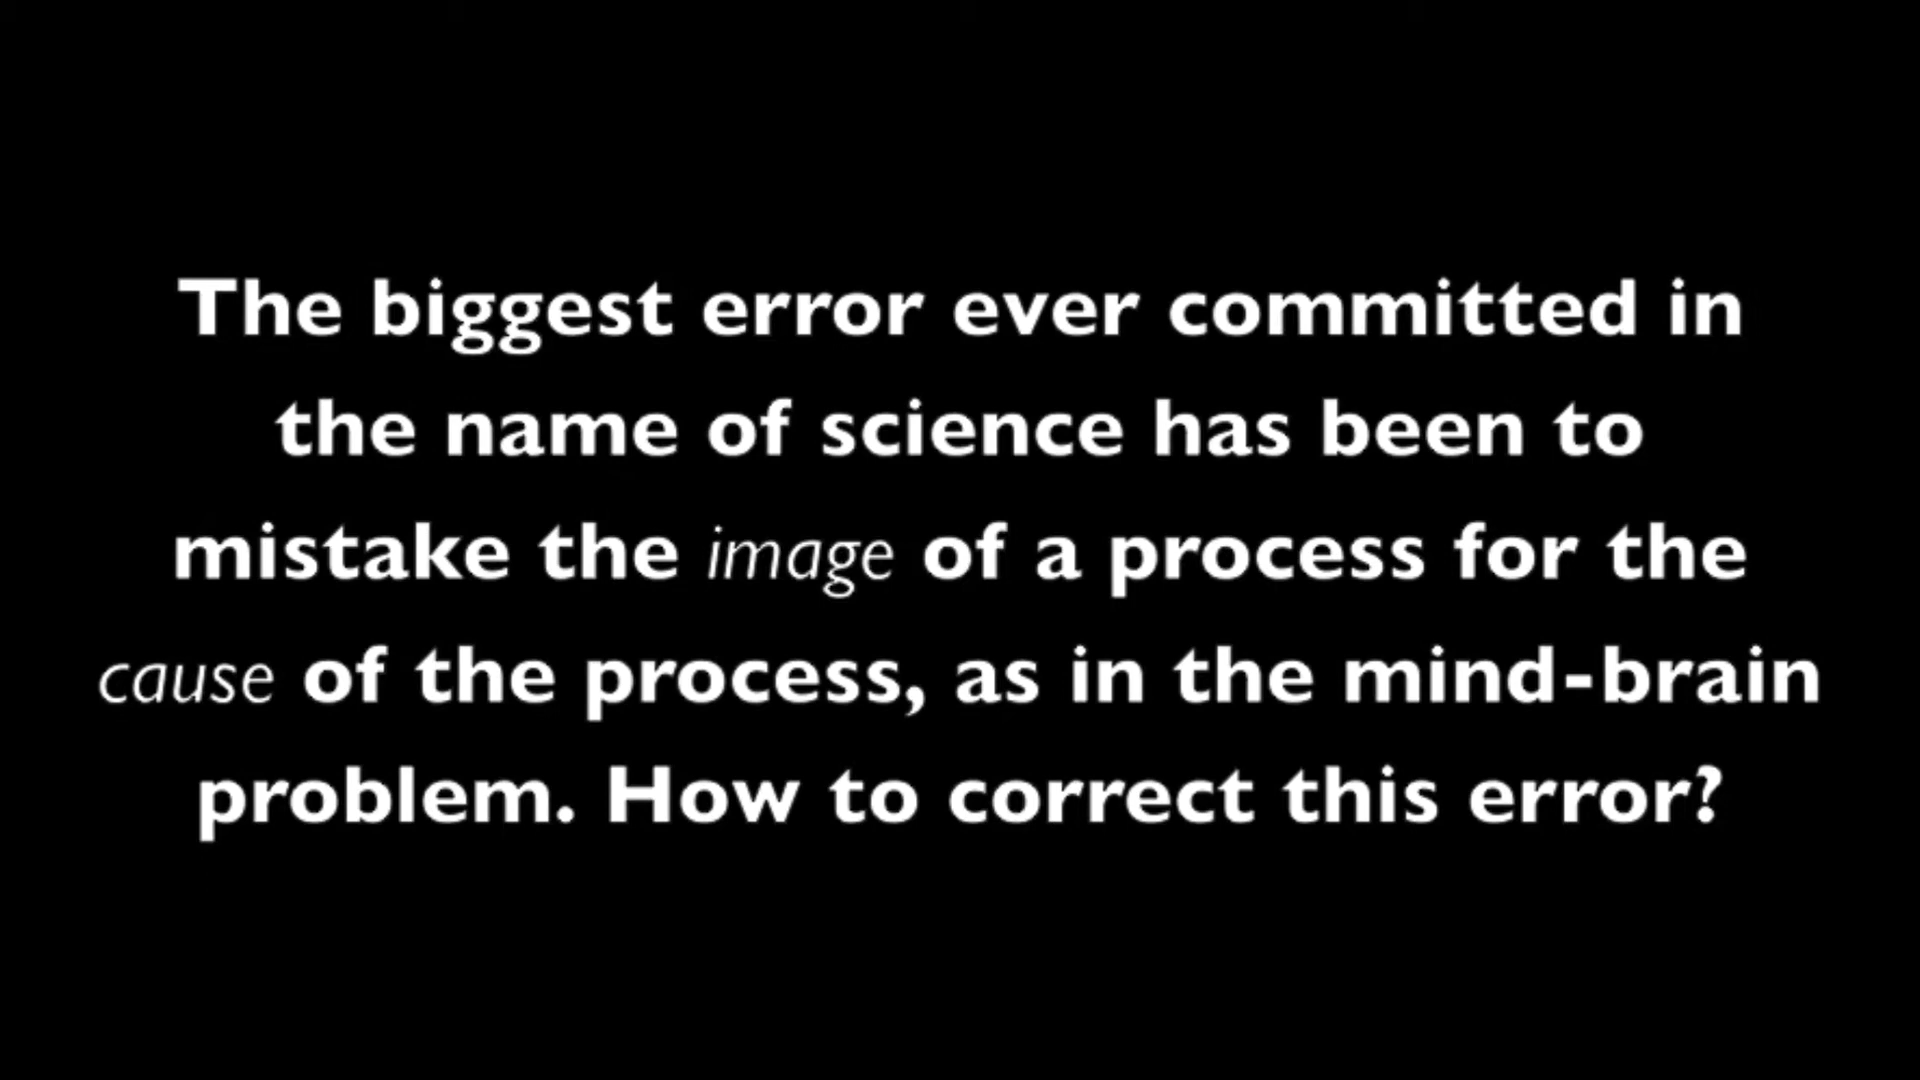 The biggest error ever committed in
the name of science has been to
mistake the image of a process for the
cause of the process, as in the mind-brain
problem. How to correct this error?